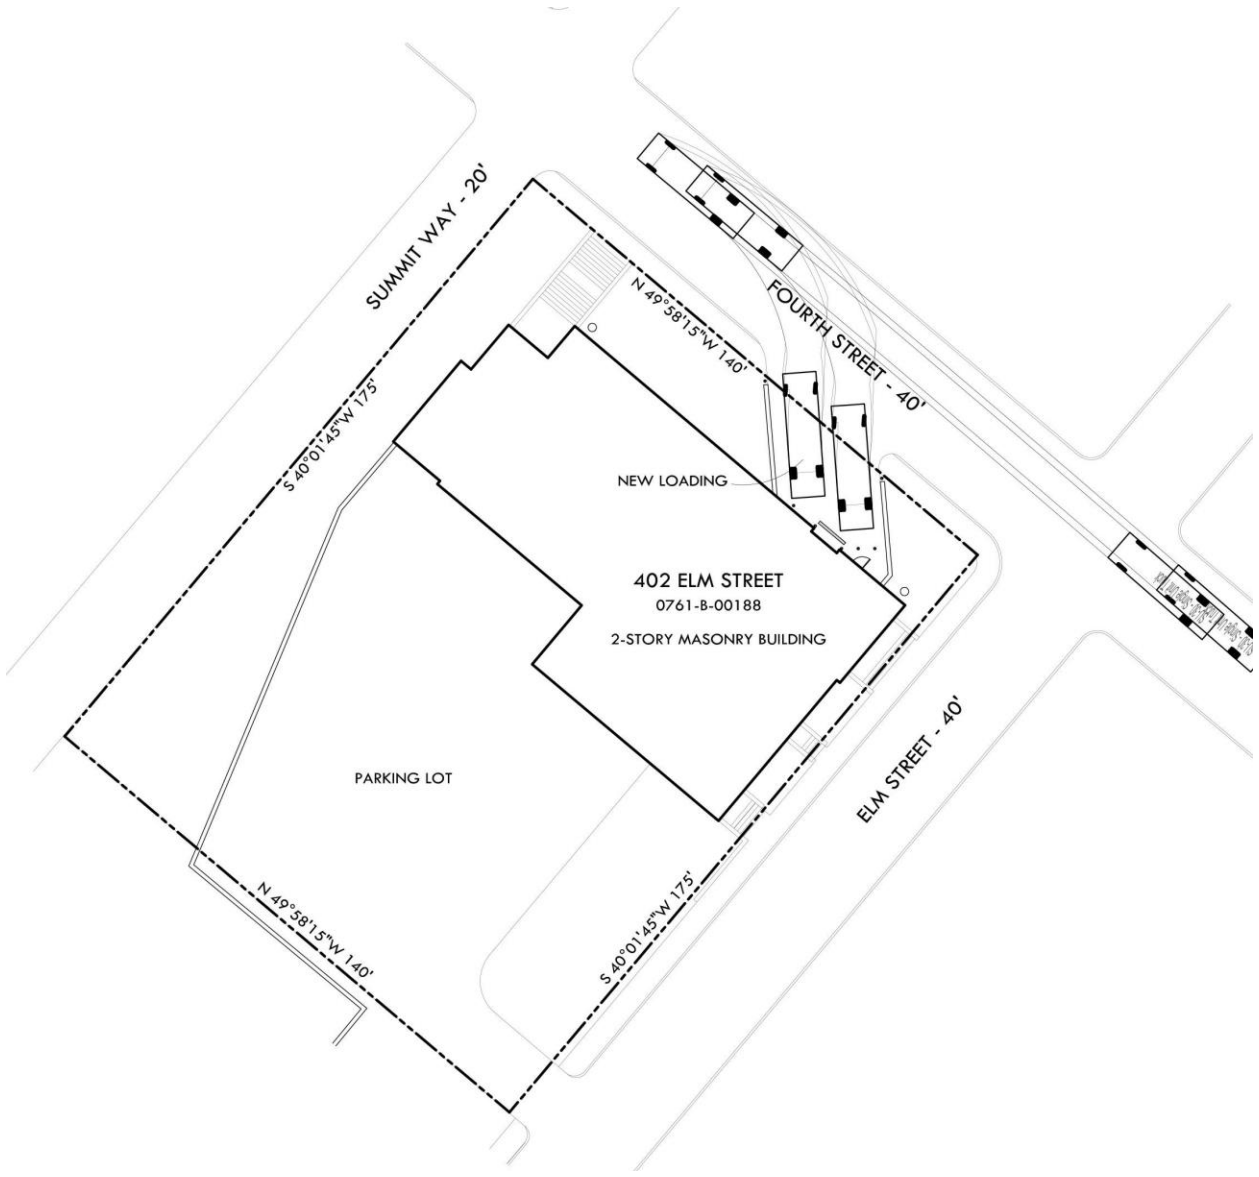 SUMMIT WAY - 20'
N 49°58'15"W 140'
FOURTH STREET - 40'
S 40°01'45"W 175'
NEW LOADING
402 ELM STREET
0761-B-00188
2-STORY MASONRY BUILDING
PARKING LOT
ELM STREET - 40'
N 49°58'15"W 140'
S 40°01'45"W 175'